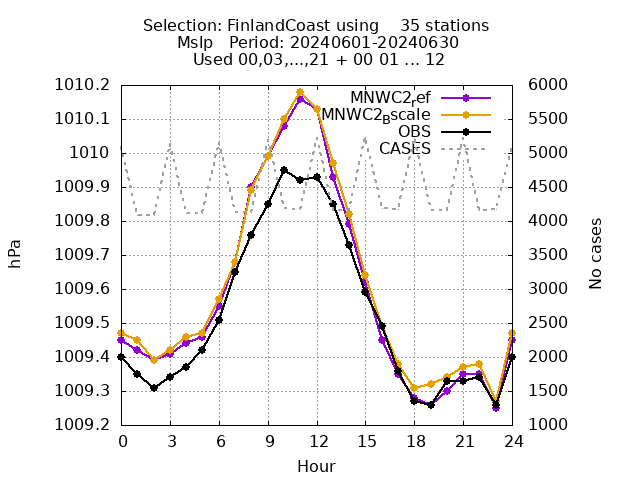 Selection: FinlandCoast using    35 stations
Mslp   Period: 20240601-20240630
Used 00,03,...,21 + 00 01 ... 12
MNWC2ref
MNWC2Bscale
OBS
CASES
1010.2
1010.1
1010
1009.9
1009.8
1009.7
1009.6
1009.5
1009.4
1009.3
1009.2
6000
5500
5000
4500
4000
3500
3000
2500
2000
1500
1000
hPa
No cases
0 3 6 9 12 15 18 21 24
Hour